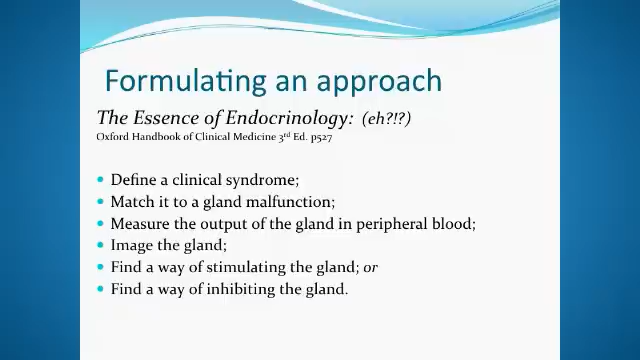 Formulating an approach
The Essence of Endocrinology: (eh?!?)
Oxford Handbook of Clinical Medicine 3rd Ed. p527
• Define a clinical syndrome;
• Match it to a gland malfunction;
• Measure the output of the gland in peripheral blood;
• Image the gland;
• Find a way of stimulating the gland; or
• Find a way of inhibiting the gland.